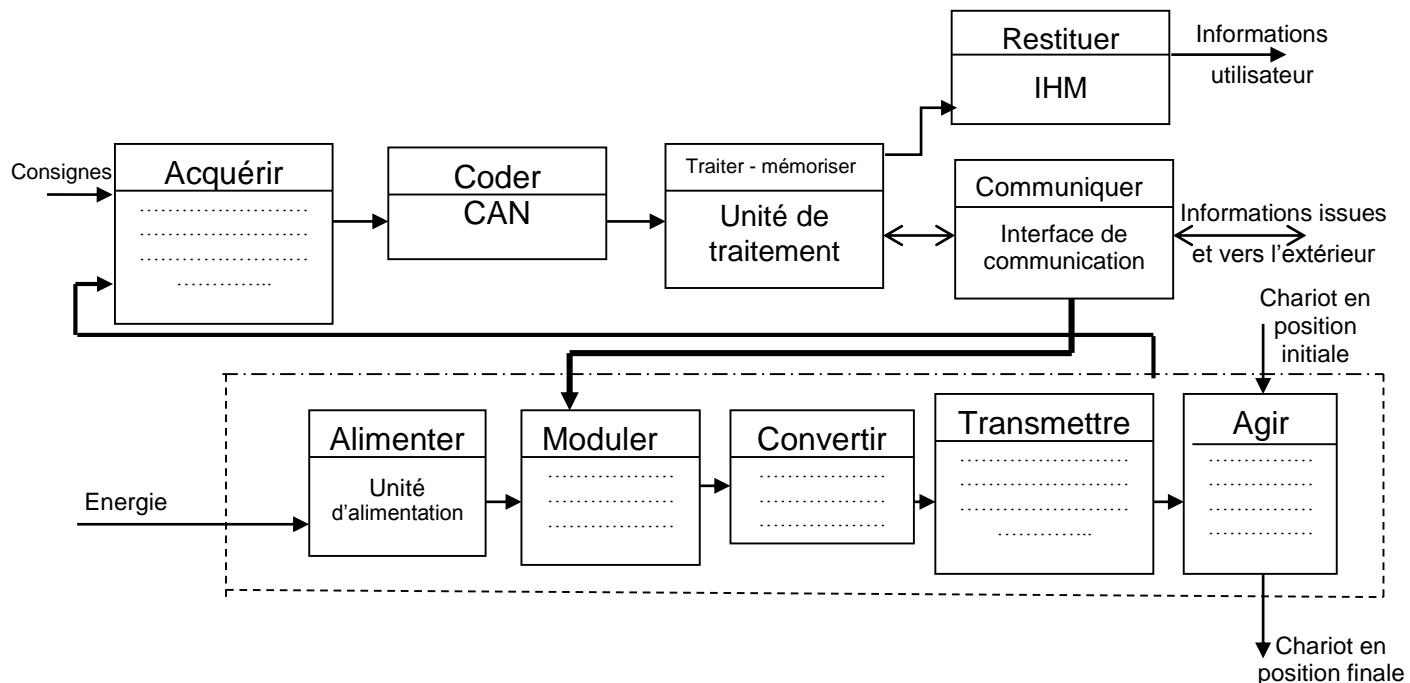 Restituer
IHM
Informations
utilisateur
Consignes
Acquérir
……………………
……………………
……………………
…………..
Coder
CAN
Traiter - mémoriser
Unité de
traitement
Communiquer
Interface de
communication
Informations issues
et vers l’extérieur
Chariot en
position
initiale
Energie
Alimenter
Unité
d’alimentation
Moduler
………………
………………
………………
Convertir
………………
………………
………………
Transmettre
……………………
……………………
……………………
…………..
Agir
……………
……………
……………
……………
Chariot en
position finale